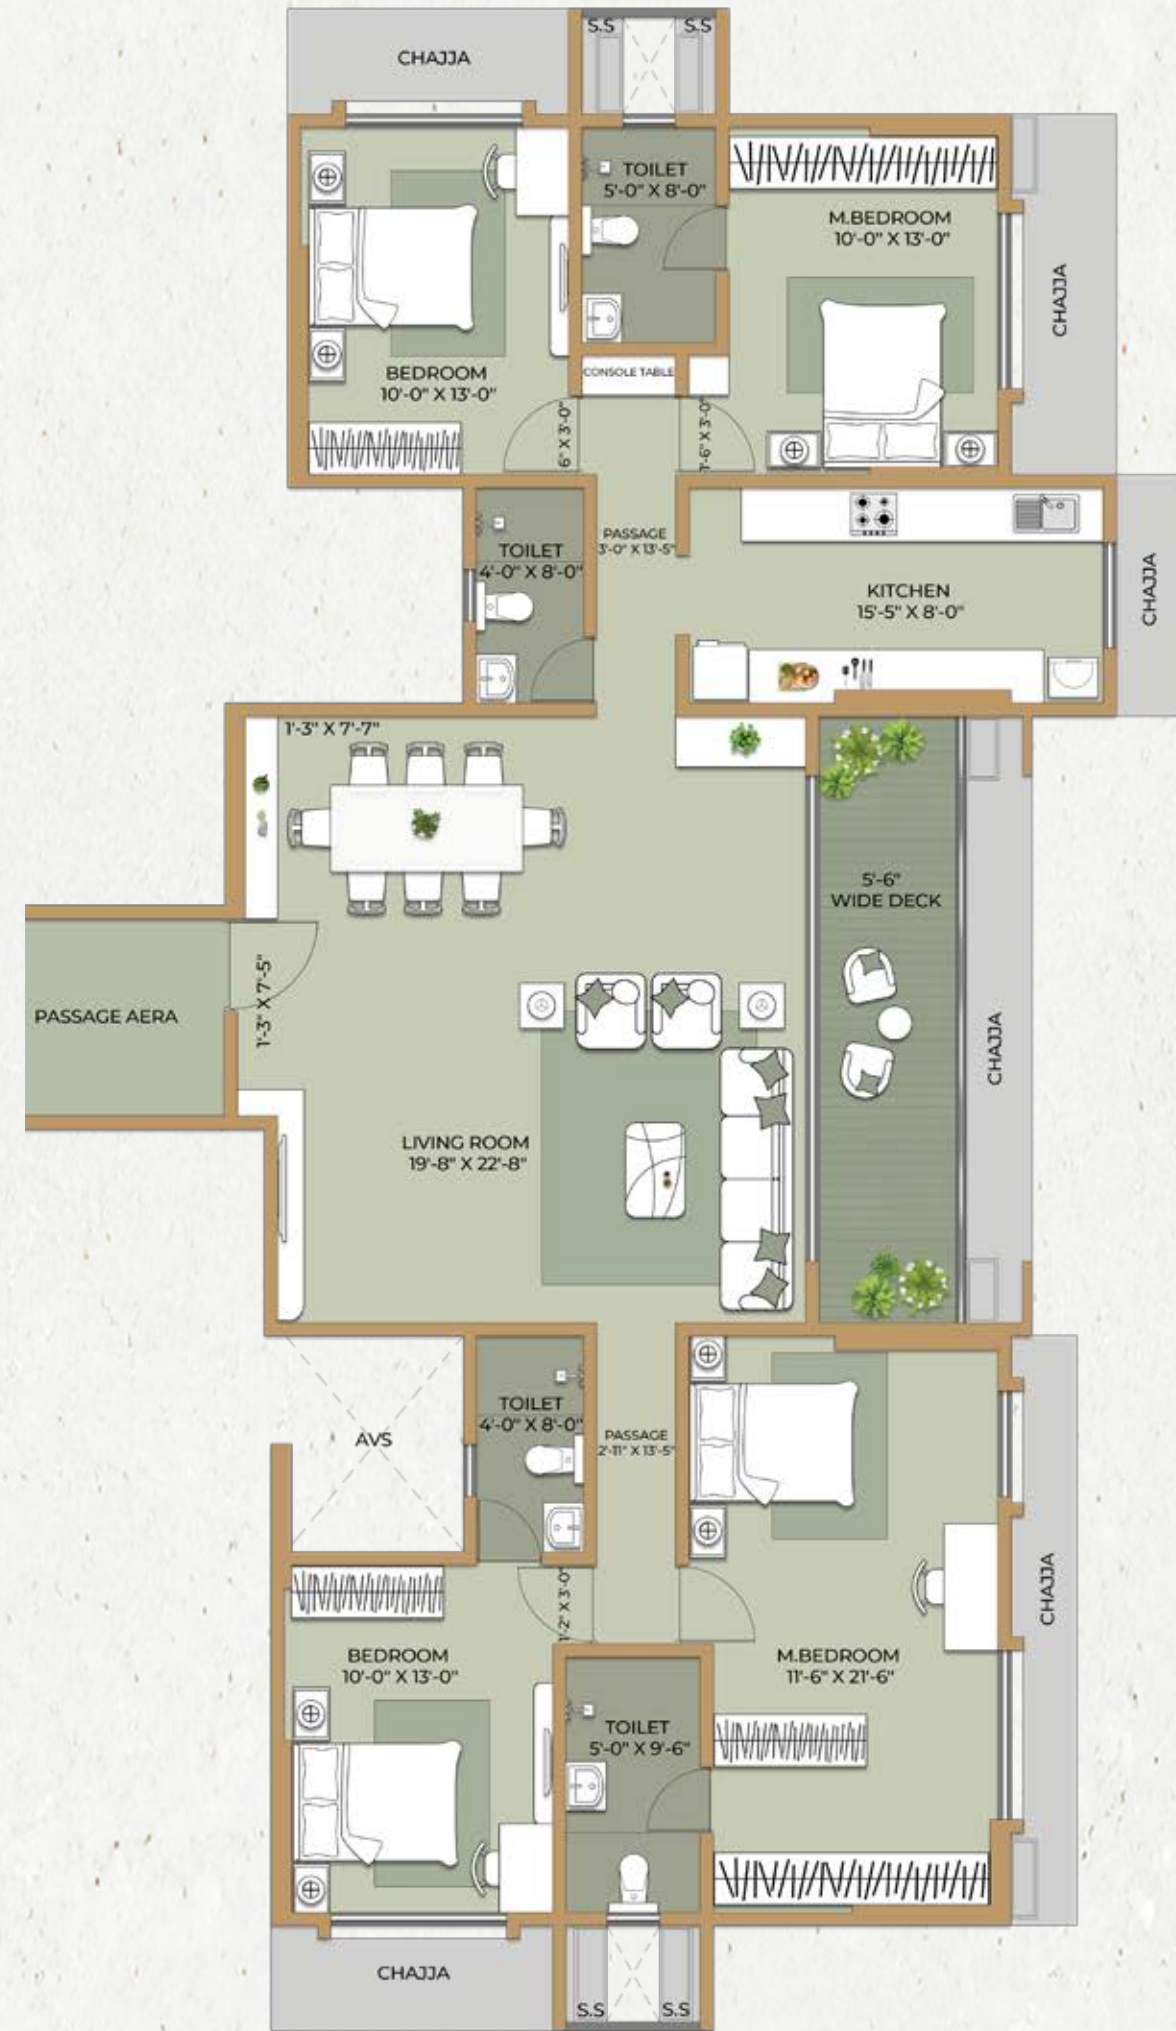 S.S
S.S
CHAJJA
TOILET
5'-0" X 8'-0"
M.BEDROOM
10'-0" X 13'-0"
CHAJJA
CONSOLE TABLE
BEDROOM
10'-0" X 13'-0"
6" X 3'-0"
1'-6" X 3'-0"
PASSAGE
3'-0" X 13'-5"
TOILET
4'-0" X 8'-0"
KITCHEN
15'-5" X 8'-0"
CHAJJA
1'-3" X 7'-7"
5'-6"
WIDE DECK
1'-3" X 7'-5"
PASSAGE AERA
CHAJJA
LIVING ROOM
19'-8" X 22'-8"
TOILET
4'-0" X 8'-0"
AVS
PASSAGE
2'-11" X 13'-5"
CHAJJA
1'-2" X 3'-0"
BEDROOM
10'-0" X 13'-0"
M.BEDROOM
11'-6" X 21'-6"
TOILET
5'-0" X 9'-6"
CHAJJA
S.S
S.S